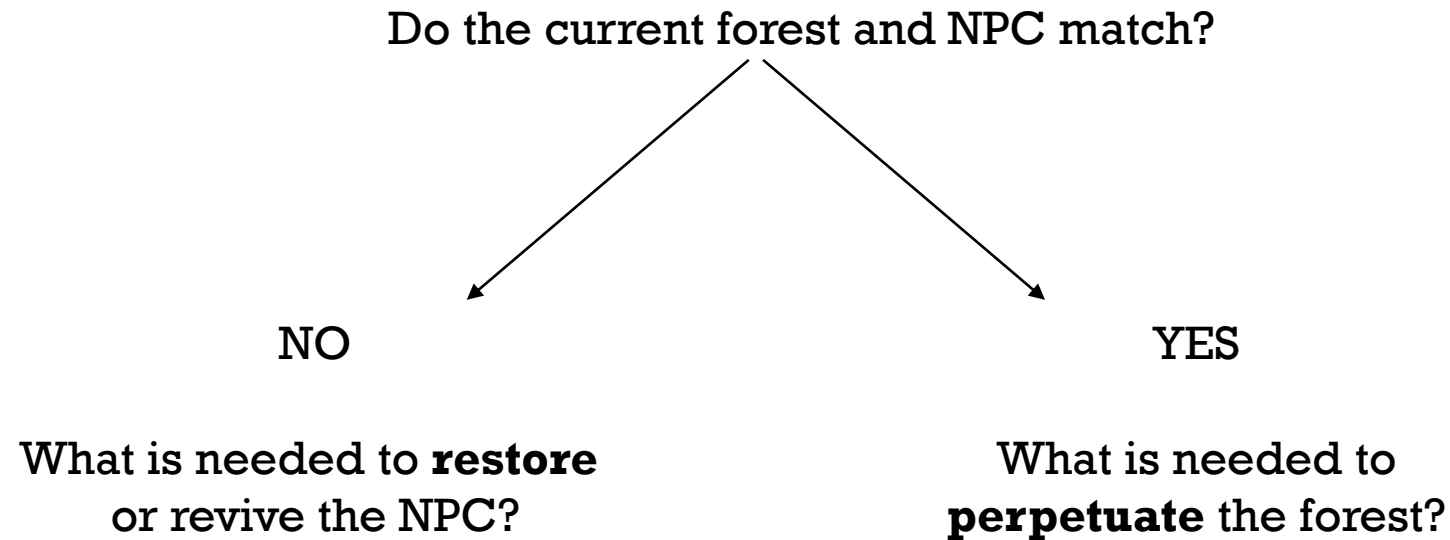 Do the current forest and NPC match?
NO
YES
What is needed to restore
or revive the NPC?
What is needed to
perpetuate the forest?